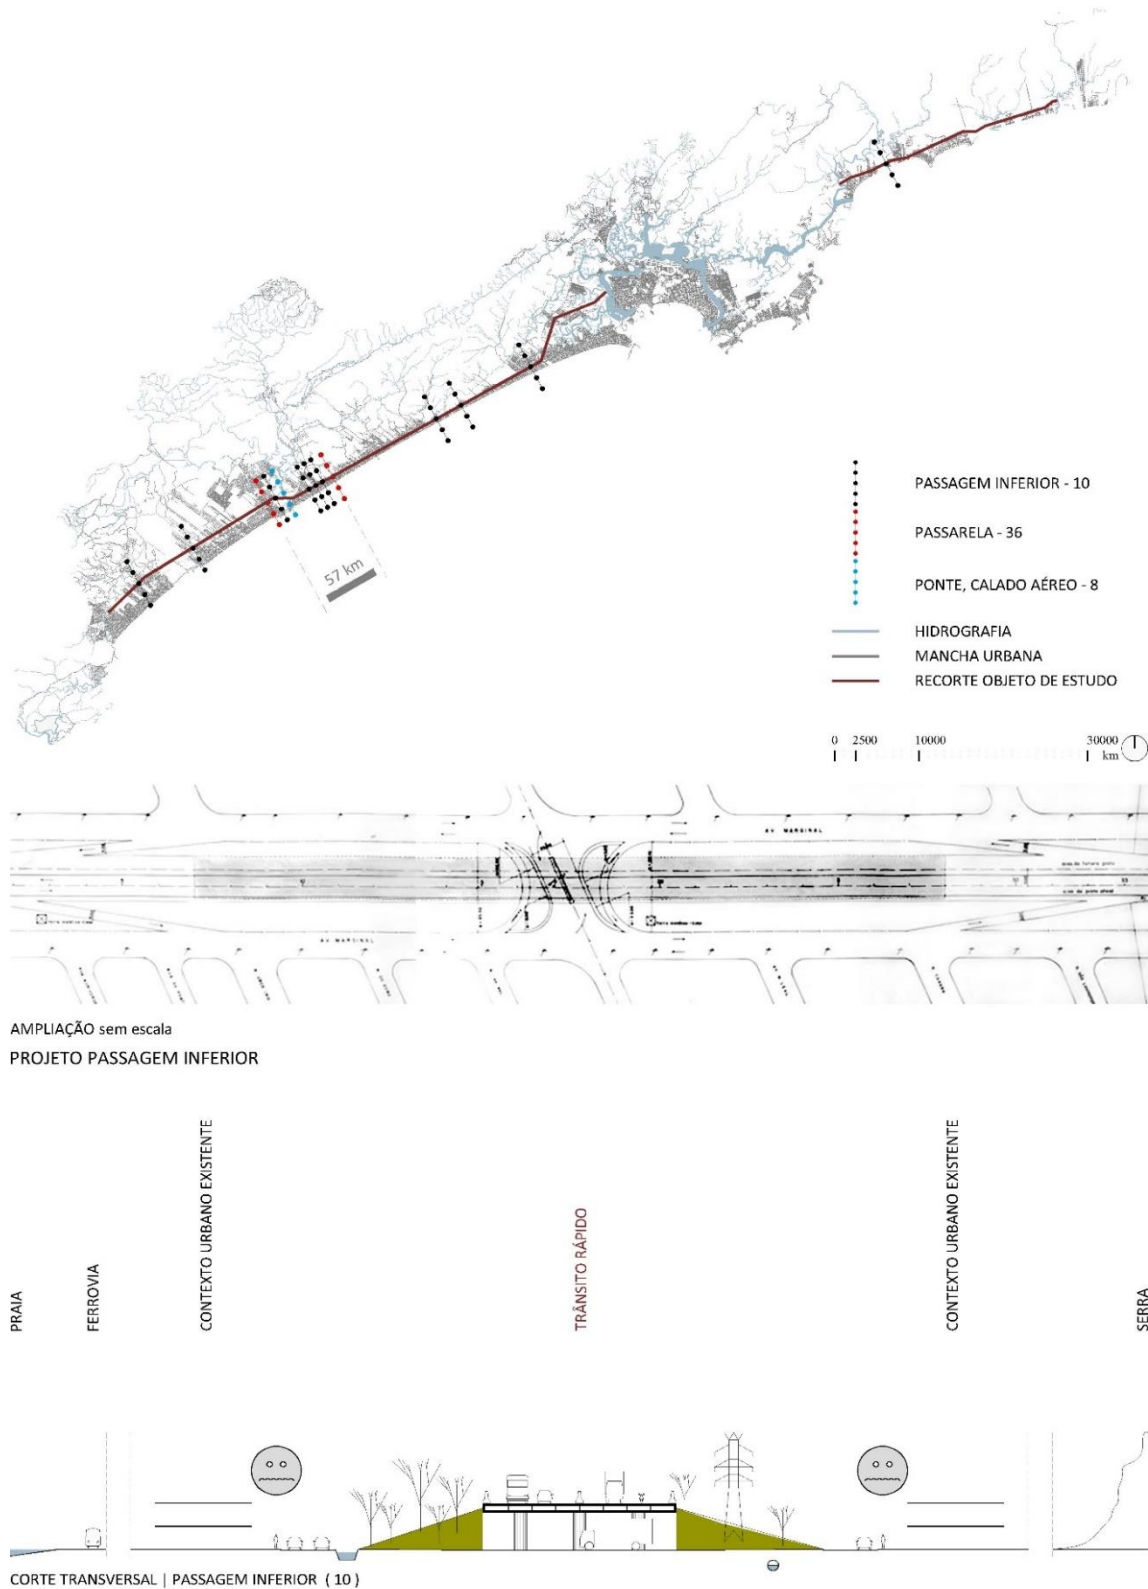 57 km
PASSAGEM INFERIOR - 10
PASSARELA - 36
PONTE, CALADO AÉREO - 8
HIDROGRAFIA
MANCHA URBANA
RECORTE OBJETO DE ESTUDO
0 2500 10000 30000
km
AV MARGINAL
AV MARGINAL
AMPLIAÇÃO sem escala
PROJETO PASSAGEM INFERIOR
PRAIA
FERROVIA
CONTEXTO URBANO EXISTENTE
TRÂNSITO RÁPIDO
CONTEXTO URBANO EXISTENTE
SERRA
CORTE TRANSVERSAL | PASSAGEM INFERIOR ( 10 )